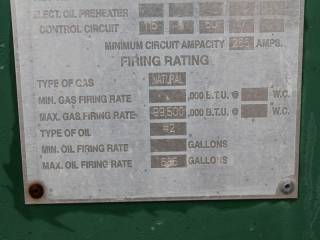 ELECT. OIL PREHEATER
CONTROL CIRCUIT 115
MINIMUM CIRCUIT AMPACITY 265 AMPS.
FIRING RATING
TYPE OF GAS NATURAL
MIN. GAS FIRING RATE ,000 B.T.U. @ W.C.
MAX. GAS FIRING RATE 99,500 ,000 B.T.U. @ W.C.
TYPE OF OIL #2
MIN. OIL FIRING RATE GALLONS
MAX. OIL FIRING RATE GALLONS